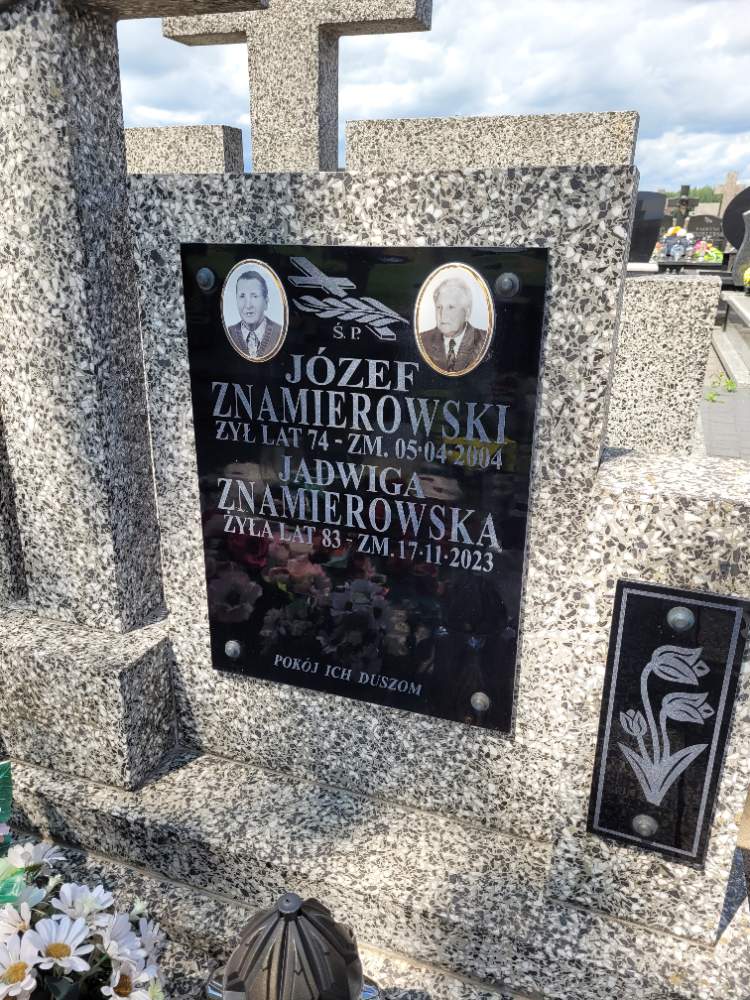 Ś. P.
JÓZEF
ZNAMIEROWSKI
ŻYŁ LAT 74 - ZM. 05·04·2004
JADWIGA
ZNAMIEROWSKA
ŻYŁA LAT 83 - ZM. 17·11·2023
POKÓJ ICH DUSZOM